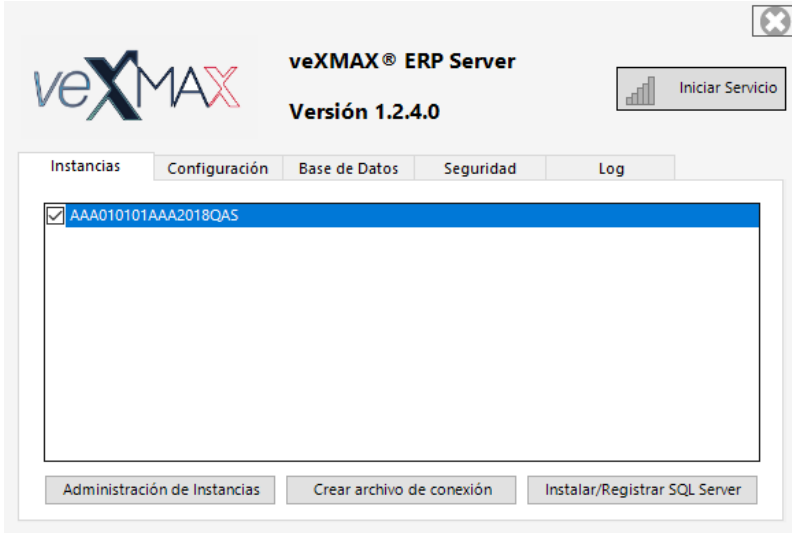 veXMAX
veXMAX® ERP Server
Versión 1.2.4.0
Iniciar Servicio
Instancias Configuración Base de Datos Seguridad Log
AAA010101AAA2018QAS
Administración de Instancias Crear archivo de conexión Instalar/Registrar SQL Server